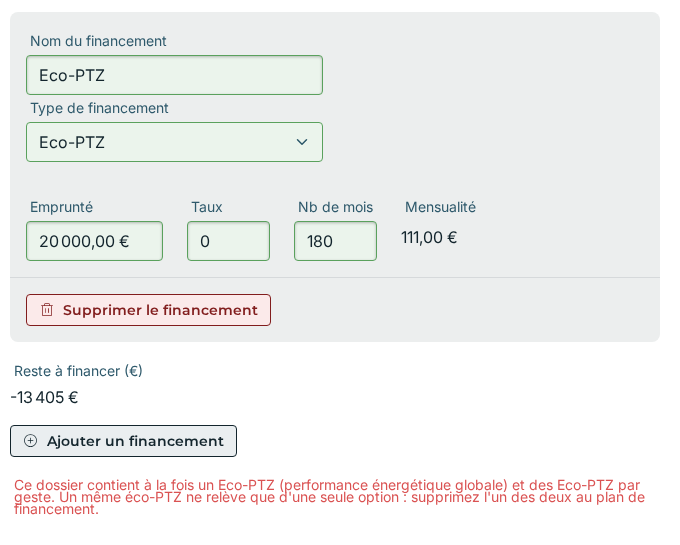 Nom du financement
Eco-PTZ
Type de financement
Eco-PTZ
Emprunté Taux Nb de mois Mensualité
20 000,00 € 0 180 111,00 €
Supprimer le financement
Reste à financer (€)
-13 405 €
Ajouter un financement
Ce dossier contient à la fois un Eco-PTZ (performance énergétique globale) et des Eco-PTZ par
geste. Un même éco-PTZ ne relève que d'une seule option : supprimez l'un des deux au plan de
financement.